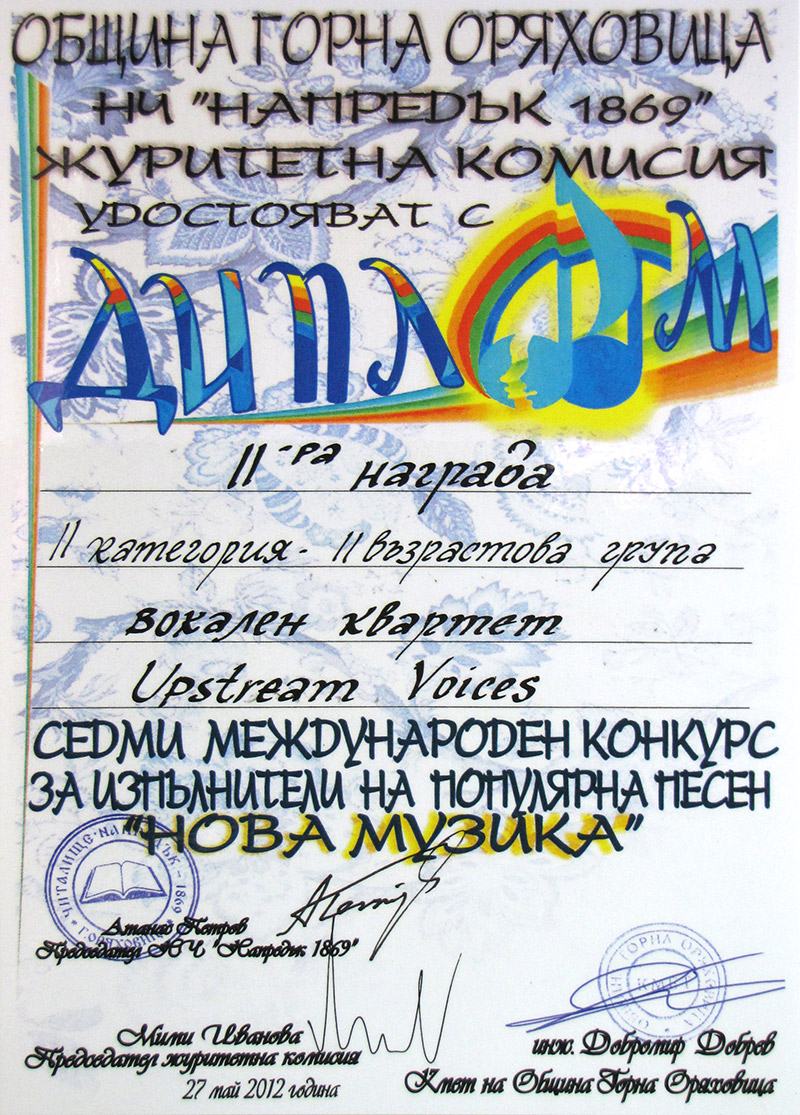 ОБЩИНА ГОРНА ОРЯХОВИЦА
НЧ "НАПРЕДЪК 1869"
ЖУРИТЕТНА КОМИСИЯ
УДОСТОЯВАТ С
ДИПЛОМ
II-ра награда
II категория - II възрастова група
вокален квартет
Upstream Voices
СЕДМИ МЕЖДУНАРОДЕН КОНКУРС
ЗА ИЗПЪЛНИТЕЛИ НА ПОПУЛЯРНА ПЕСЕН
"НОВА МУЗИКА"
Атанас Петров
Председател НЧ "Напредък 1869"
Мими Иванова
Председател журитетна комисия
27 май 2012 година
инж. Добромир Добрев
Кмет на Община Горна Оряховица